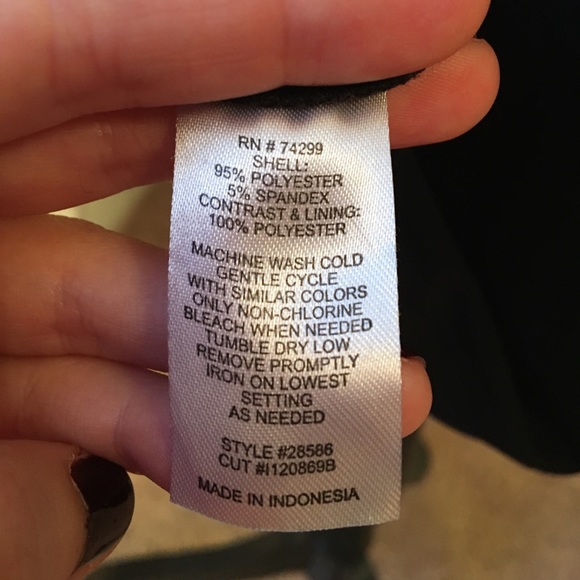 RN # 74299
SHELL:
95% POLYESTER
5% SPANDEX
CONTRAST & LINING:
100% POLYESTER
MACHINE WASH COLD
GENTLE CYCLE
WITH SIMILAR COLORS
ONLY NON-CHLORINE
BLEACH WHEN NEEDED
TUMBLE DRY LOW
REMOVE PROMPTLY
IRON ON LOWEST
SETTING
AS NEEDED
STYLE #28586
CUT #I120869B
MADE IN INDONESIA